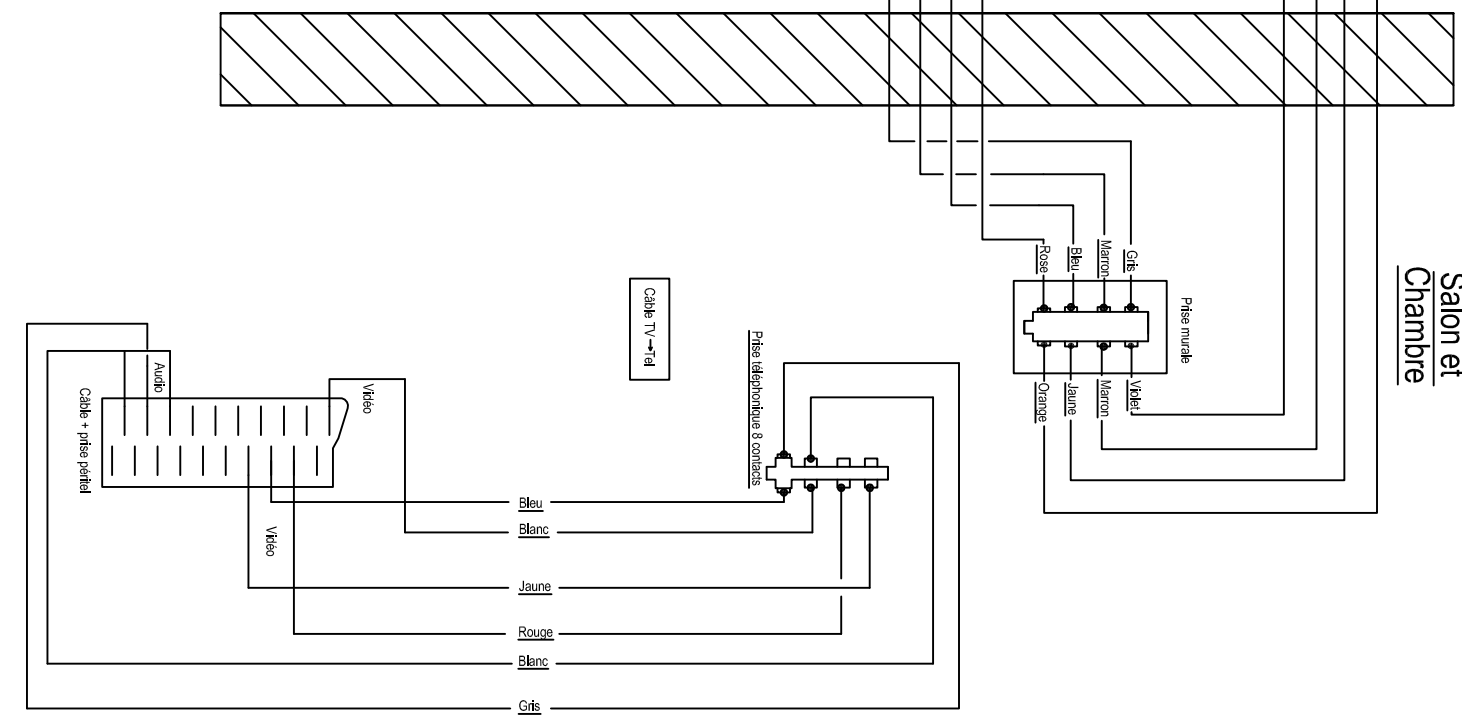 Salon et
Chambre
Rose
Bleu
Marron
Gris
Prise murale
Orange
Jaune
Marron
Violet
Câble TV → Tel
Prise téléphonique 8 contacts
Audio
Vidéo
Câble + prise péritel
Vidéo
Bleu
Blanc
Jaune
Rouge
Blanc
Gris